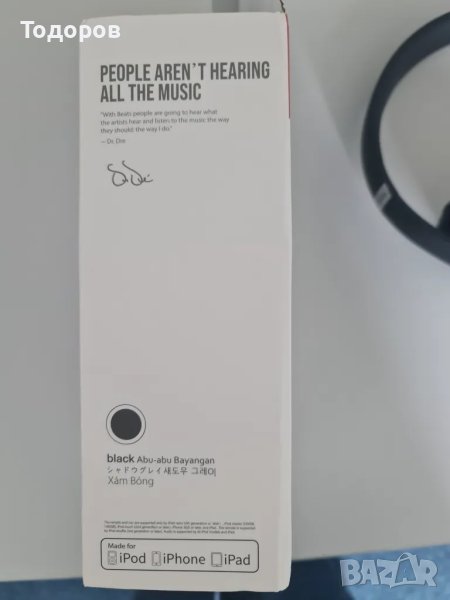 Тодоров
PEOPLE AREN'T HEARING
ALL THE MUSIC
"With Beats people are going to hear what
the artists hear and listen to the music the way
they should: the way I do."
— Dr. Dre
black Abu-abu Bayangan
シャドウグレイ 섀도우 그레이
Xám Bóng
Made for
iPod iPhone iPad
BAZAR